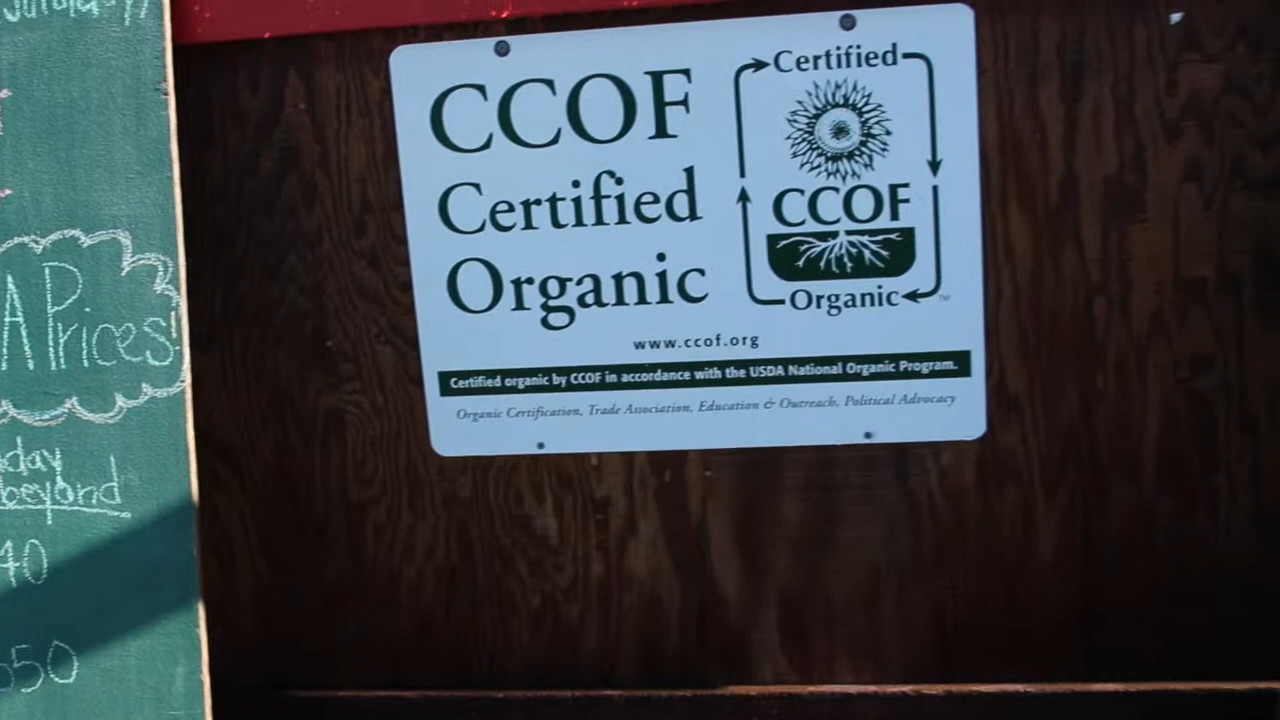 A Prices
beyond
40
50
CCOF
Certified
Organic
Certified
CCOF
Organic
TM
www.ccof.org
Certified organic by CCOF in accordance with the USDA National Organic Program.
Organic Certification, Trade Association, Education & Outreach, Political Advocacy